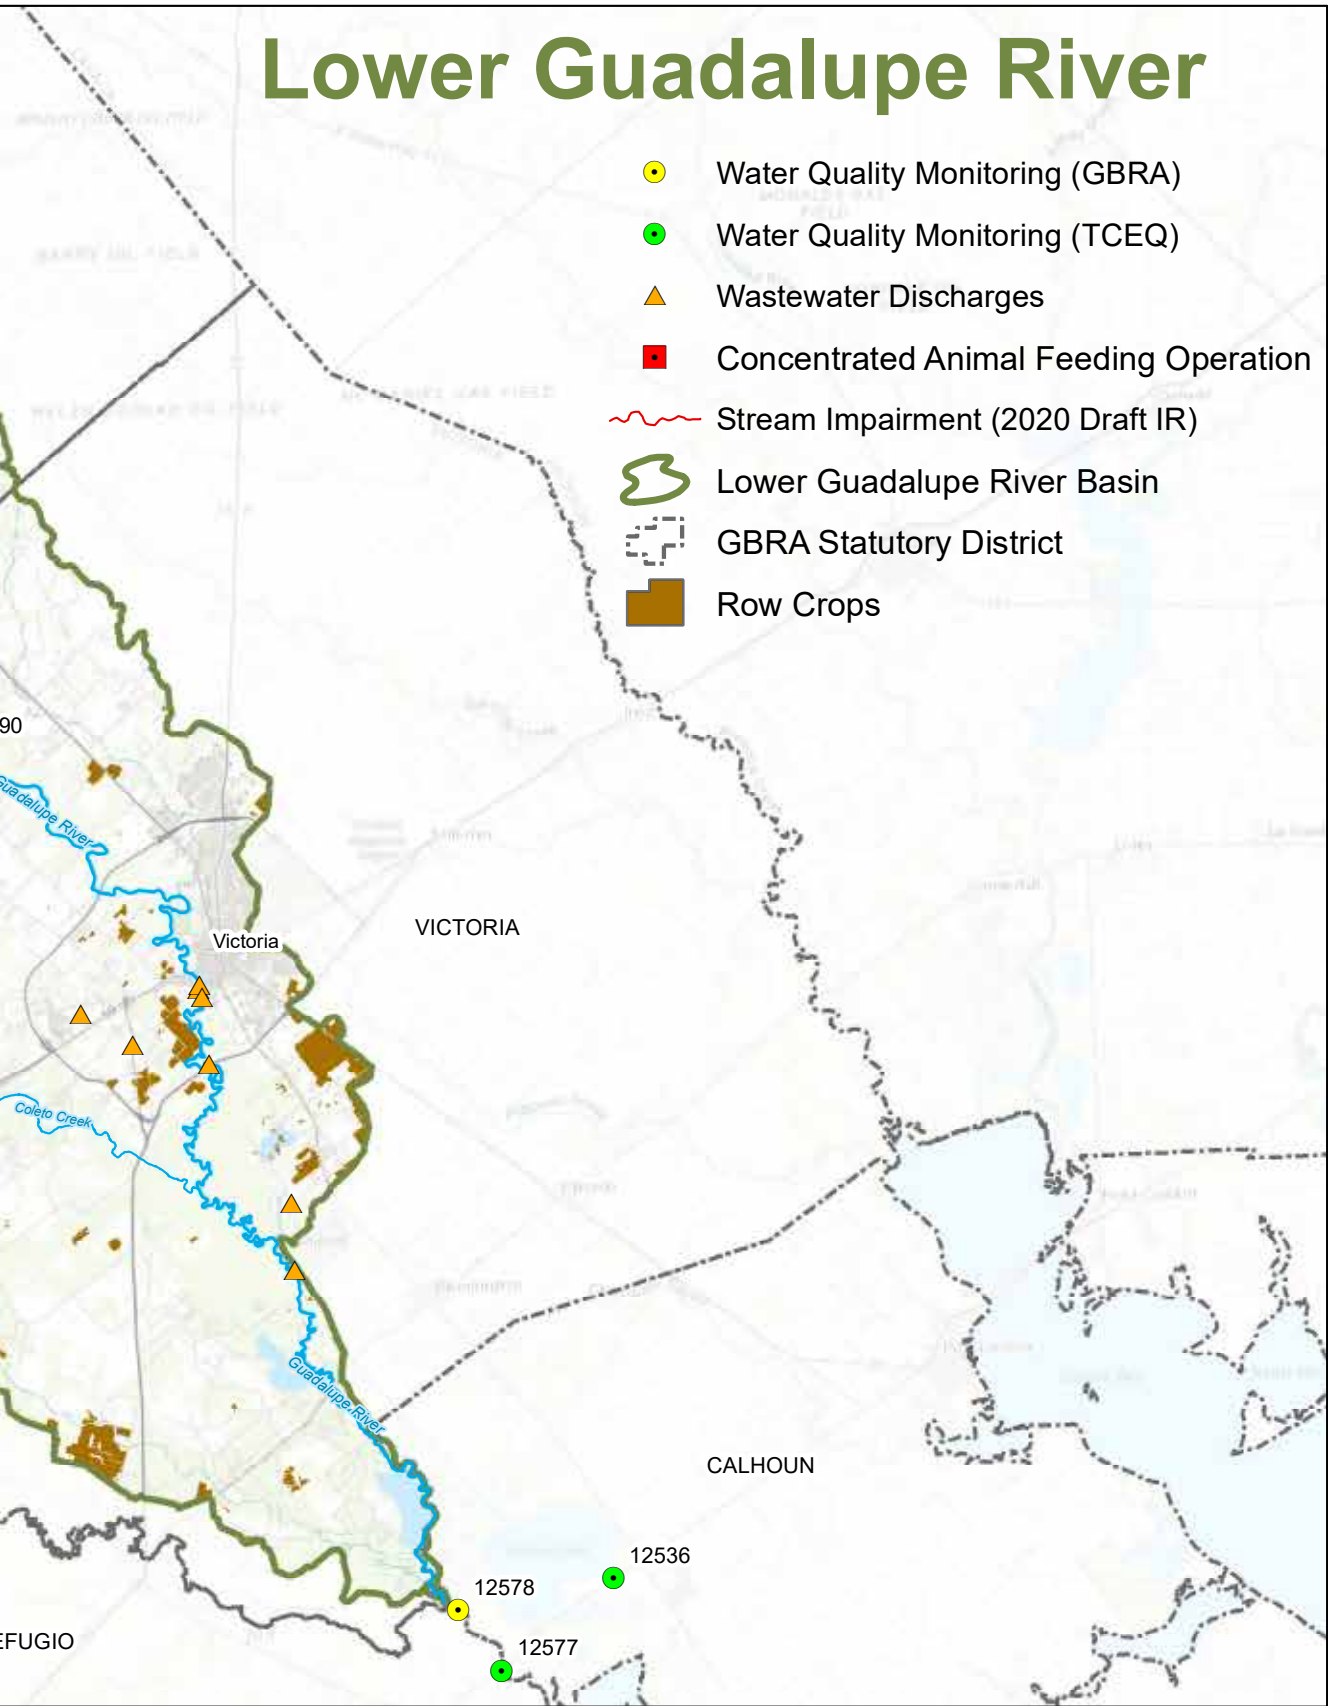 Lower Guadalupe River
Water Quality Monitoring (GBRA)
Water Quality Monitoring (TCEQ)
Wastewater Discharges
Concentrated Animal Feeding Operation
Stream Impairment (2020 Draft IR)
Lower Guadalupe River Basin
GBRA Statutory District
Row Crops
90
Guadalupe River
VICTORIA
Victoria
Coleto Creek
Guadalupe River
CALHOUN
12536
12578
EFUGIO
12577